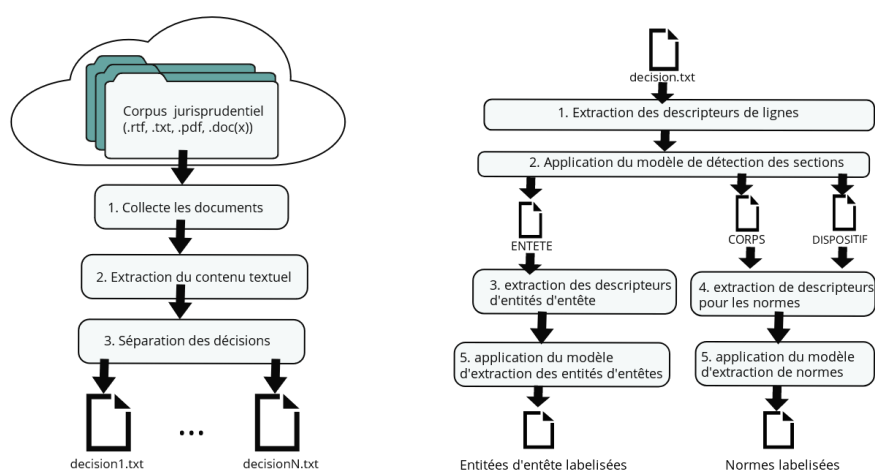 Corpus jurisprudentiel
(.rtf, .txt, .pdf, .doc(x))
1. Collecte les documents
2. Extraction du contenu textuel
3. Séparation des décisions
...
decision1.txt
decisionN.txt
decision.txt
1. Extraction des descripteurs de lignes
2. Application du modèle de détection des sections
ENTETE
CORPS
DISPOSITIF
3. extraction des descripteurs
d'entités d'entête
4. extraction de descripteurs
pour les normes
5. application du modèle
d'extraction des entités d'entêtes
5. application du modèle
d'extraction de normes
Entitées d'entête labelisées
Normes labelisées